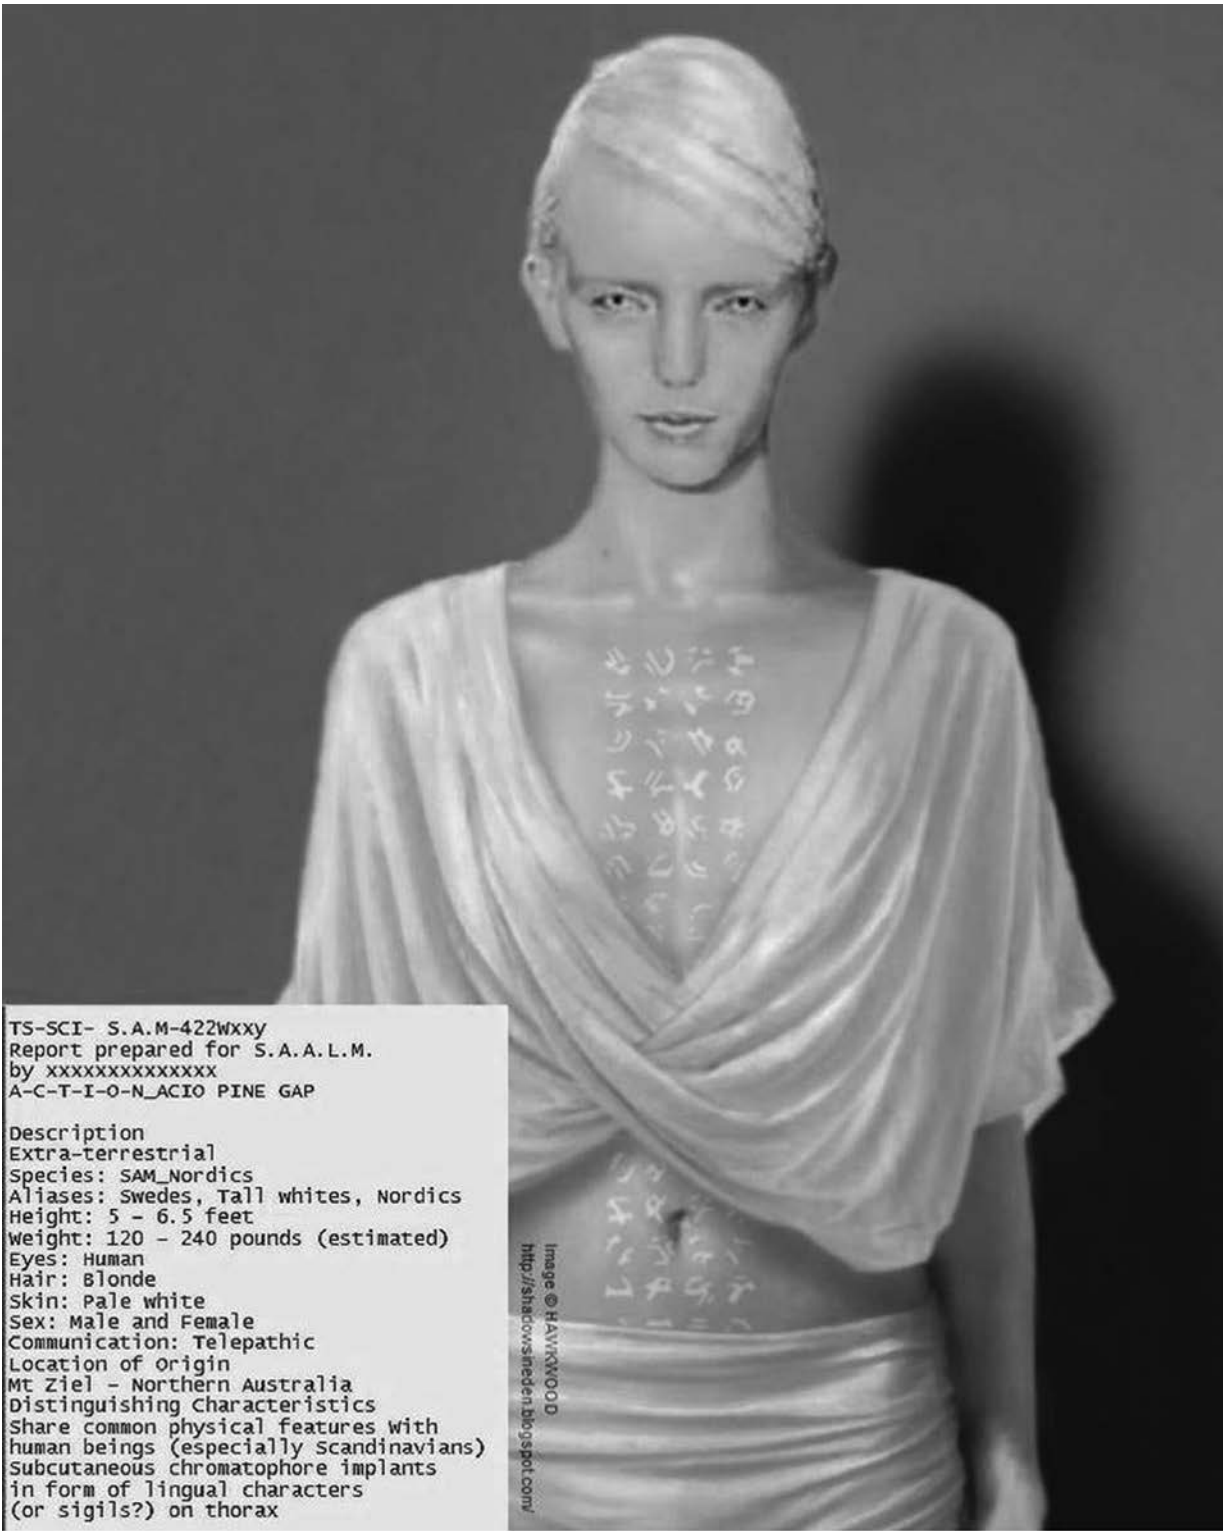 TS-SCI- S.A.M-422Wxxy
Report prepared for S.A.A.L.M.
by xxxxxxxxxxxxxx
A-C-T-I-O-N_ACIO PINE GAP
Description
Extra-terrestrial
Species: SAM_Nordics
Aliases: Swedes, Tall whites, Nordics
Height: 5 – 6.5 feet
Weight: 120 – 240 pounds (estimated)
Eyes: Human
Hair: Blonde
Skin: Pale white
Sex: Male and Female
Communication: Telepathic
Location of Origin
Mt Ziel – Northern Australia
Distinguishing Characteristics
Share common physical features With
human beings (especially Scandinavians)
Subcutaneous chromatophore implants
in form of lingual characters
(or sigils?) on thorax
Image © HAWKWOOD
http://shadowsineden.blogspot.com/